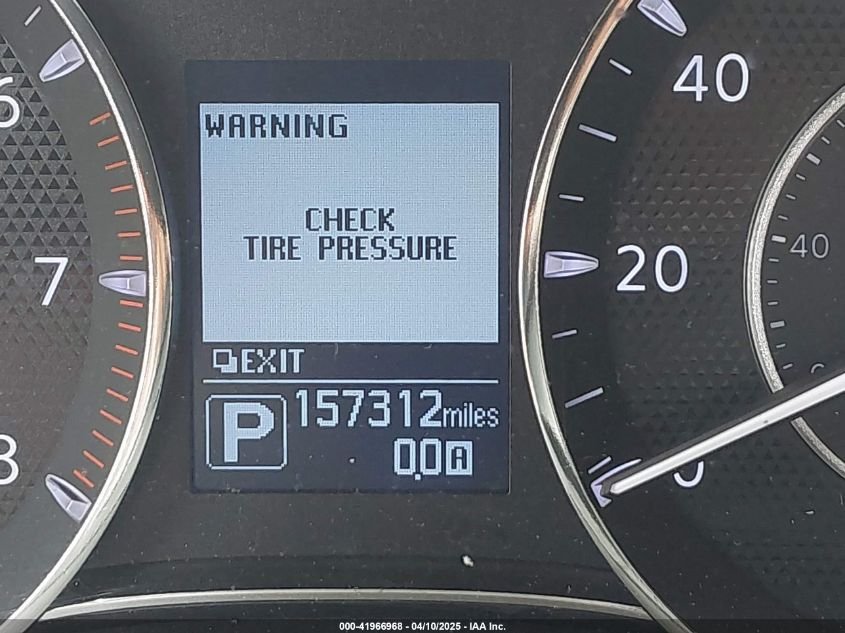 WARNING
CHECK
TIRE PRESSURE
EXIT
P
157312miles
0.0 A
6
7
8
40
20
0
40
000-41966968 - 04/10/2025 - IAA Inc.